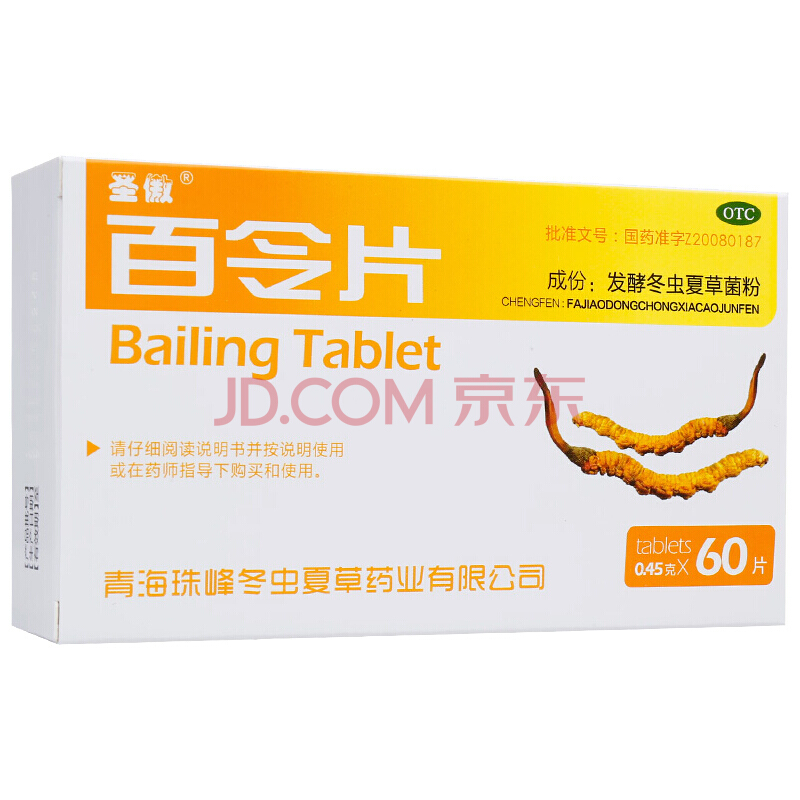 圣傲®
百令片
Bailing Tablet
OTC
批准文号：国药准字Z20080187
成份：发酵冬虫夏草菌粉
CHENGFEN：FAJIAODONGCHONGXIACAOJUNFEN
JD.COM 京东
请仔细阅读说明书并按说明使用
或在药师指导下购买和使用。
tablets
0.45克X 60片
青海珠峰冬虫夏草药业有限公司